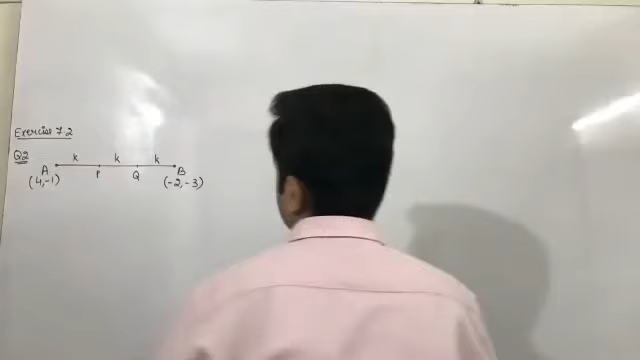 Exercise 7.2
Q2
k k k
A P Q B
(4,-1) (-2,-3)